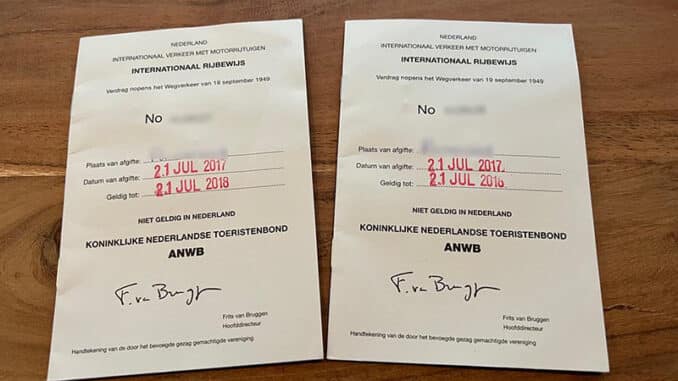 NEDERLAND
INTERNATIONAAL VERKEER MET MOTORRIJTUIGEN
INTERNATIONAAL RIJBEWIJS
Verdrag nopens het Wegverkeer van 19 september 1949
No
Plaats van afgifte:
Datum van afgifte: 21 JUL 2017
Geldig tot: 21 JUL 2018
NIET GELDIG IN NEDERLAND
KONINKLIJKE NEDERLANDSE TOERISTENBOND
ANWB
F. van Bruggen
Frits van Bruggen
Hoofddirecteur
Handtekening van de door het bevoegde gezag gemachtigde vereniging
NEDERLAND
INTERNATIONAAL VERKEER MET MOTORRIJTUIGEN
INTERNATIONAAL RIJBEWIJS
Verdrag nopens het Wegverkeer van 19 september 1949
No
Plaats van afgifte:
Datum van afgifte: 21 JUL 2017
Geldig tot: 21 JUL 2018
NIET GELDIG IN NEDERLAND
KONINKLIJKE NEDERLANDSE TOERISTENBOND
ANWB
F. van Bruggen
Frits van Bruggen
Hoofddirecteur
Handtekening van de door het bevoegde gezag gemachtigde vereniging